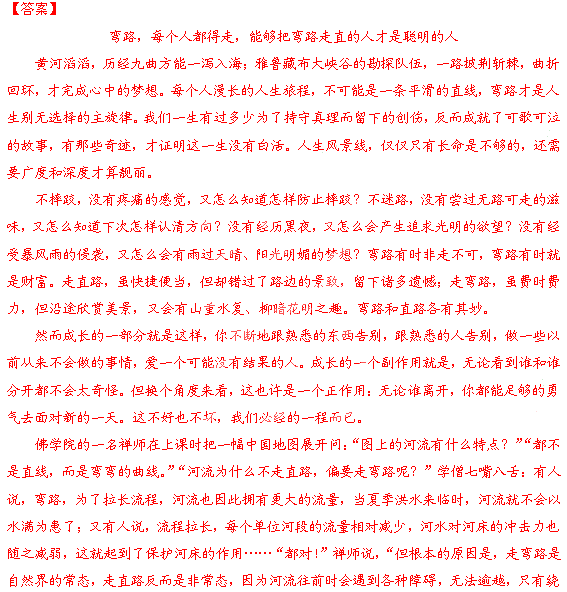 【答案】
弯路，每个人都得走，能够把弯路走直的人才是聪明的人
黄河滔滔，历经九曲方能一泻入海；雅鲁藏布大峡谷的勘探队伍，一路披荆斩棘，曲折
回环，才完成心中的梦想。每个人漫长的人生旅程，不可能是一条平滑的直线，弯路才是人
生别无选择的主旋律。我们一生有过多少为了持守真理而留下的创伤，反而成就了可歌可泣
的故事，有那些奇迹，才证明这一生没有白活。人生风景线，仅仅只有长命是不够的，还需
要广度和深度才算靓丽。
不摔跤，没有疼痛的感觉，又怎么知道怎样防止摔跤？不迷路，没有尝过无路可走的滋
味，又怎么知道下次怎样认清方向？没有经历黑夜，又怎么会产生追求光明的欲望？没有经
受暴风雨的侵袭，又怎么会有雨过天晴、阳光明媚的梦想？弯路有时非走不可，弯路有时就
是财富。走直路，虽快捷便当，但却错过了路边的景致，留下诸多遗憾；走弯路，虽费时费
力，但沿途欣赏美景，又会有山重水复、柳暗花明之趣。弯路和直路各有其妙。
然而成长的一部分就是这样，你不断地跟熟悉的东西告别，跟熟悉的人告别，做一些以
前从来不会做的事情，爱一个可能没有结果的人。成长的一个副作用就是，无论看到谁和谁
分开都不会太奇怪。但换个角度来看，这也许是一个正作用：无论谁离开，你都能足够的勇
气去面对新的一天。这不好也不坏，我们必经的一程而已。
佛学院的一名禅师在上课时把一幅中国地图展开问：“图上的河流有什么特点？”“都不
是直线，而是弯弯的曲线。”“河流为什么不走直路，偏要走弯路呢？”学僧七嘴八舌：有人
说，弯路，为了拉长流程，河流也因此拥有更大的流量，当夏季洪水来临时，河流就不会以
水满为患了；又有人说，流程拉长，每个单位河段的流量相对减少，河水对河床的冲击力也
随之减弱，这就起到了保护河床的作用……“都对！”禅师说，“但根本的原因是，走弯路是
自然界的常态，走直路反而是非常态，因为河流往前时会遇到各种障碍，无法逾越，只有绕